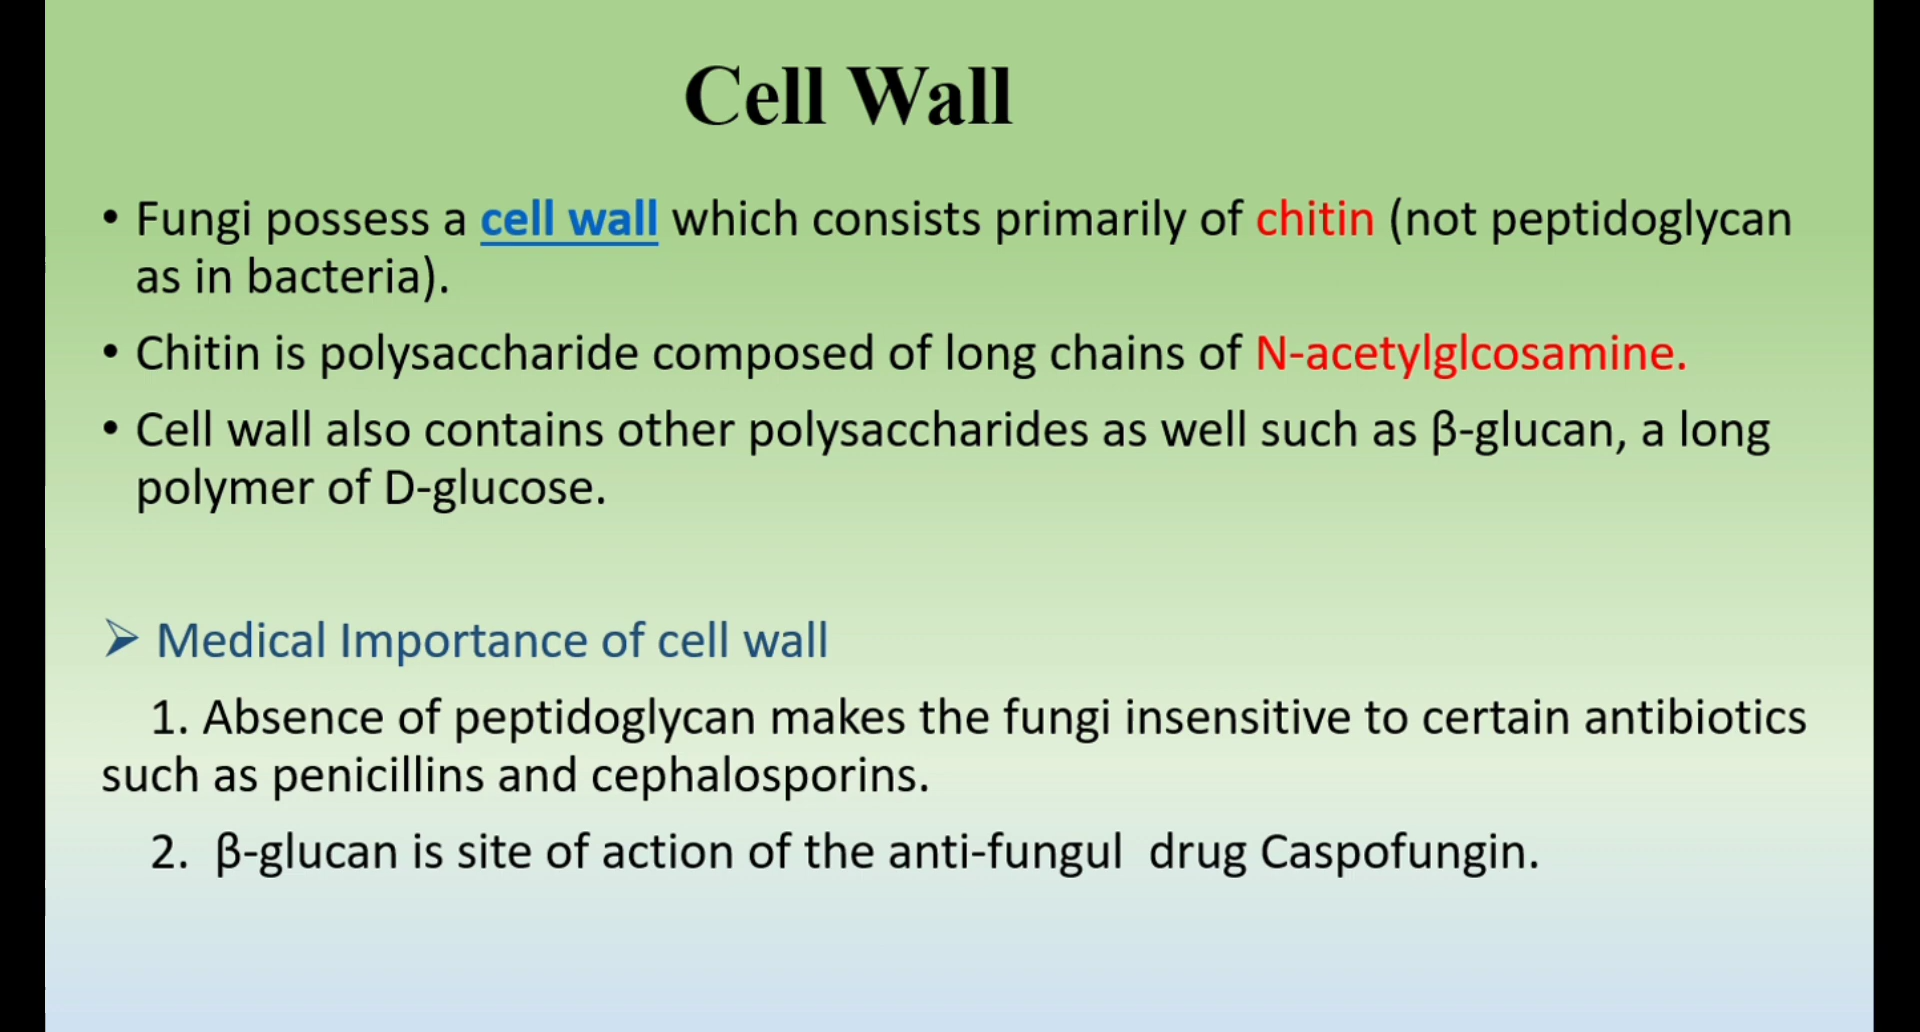 Cell Wall
• Fungi possess a cell wall which consists primarily of chitin (not peptidoglycan
as in bacteria).
• Chitin is polysaccharide composed of long chains of N-acetylglcosamine.
• Cell wall also contains other polysaccharides as well such as β-glucan, a long
polymer of D-glucose.
➢ Medical Importance of cell wall
1. Absence of peptidoglycan makes the fungi insensitive to certain antibiotics
such as penicillins and cephalosporins.
2. β-glucan is site of action of the anti-fungul drug Caspofungin.